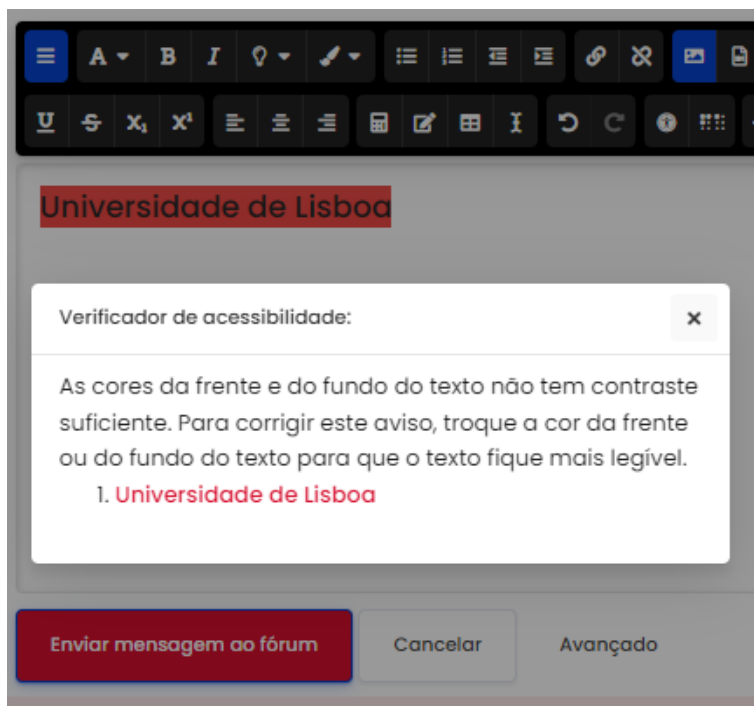 A B I
U S X₁ X¹
Universidade de Lisboa
Verificador de acessibilidade:
As cores da frente e do fundo do texto não tem contraste
suficiente. Para corrigir este aviso, troque a cor da frente
ou do fundo do texto para que o texto fique mais legível.
1. Universidade de Lisboa
Enviar mensagem ao fórum Cancelar Avançado